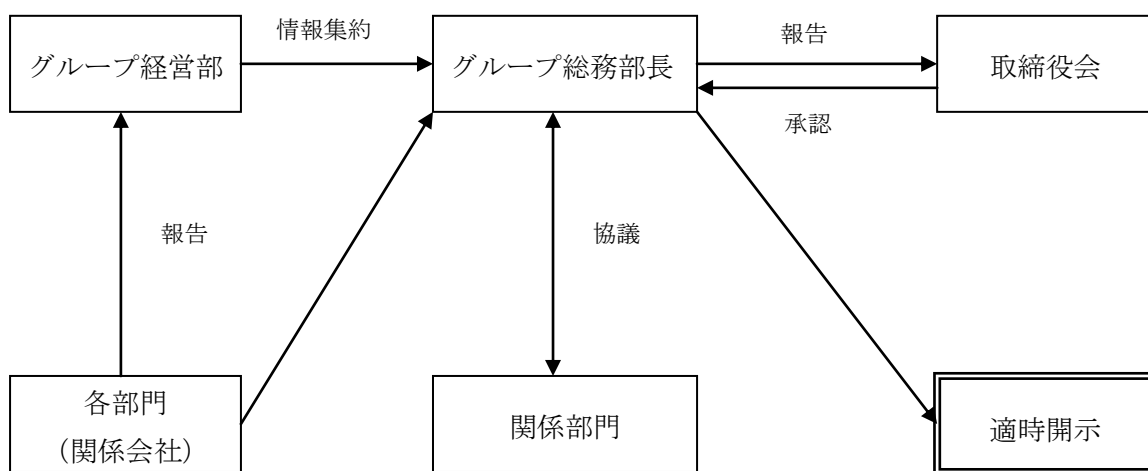 情報集約
報告
グループ経営部
グループ総務部長
取締役会
承認
報告
協議
各部門
(関係会社)
関係部門
適時開示